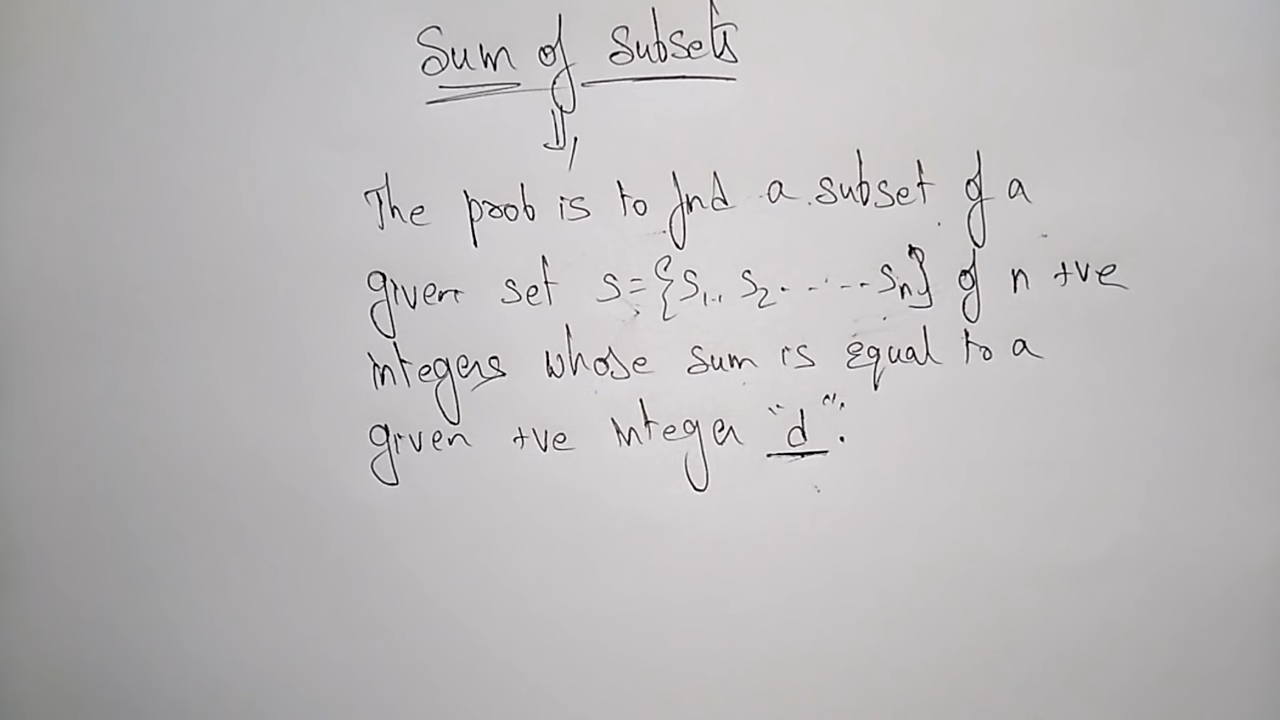 Sum of Subsets
The prob is to find a subset of a
given set s={s1.. s2......sn} of n +ve
integers whose sum is equal to a
given +ve integer "d".